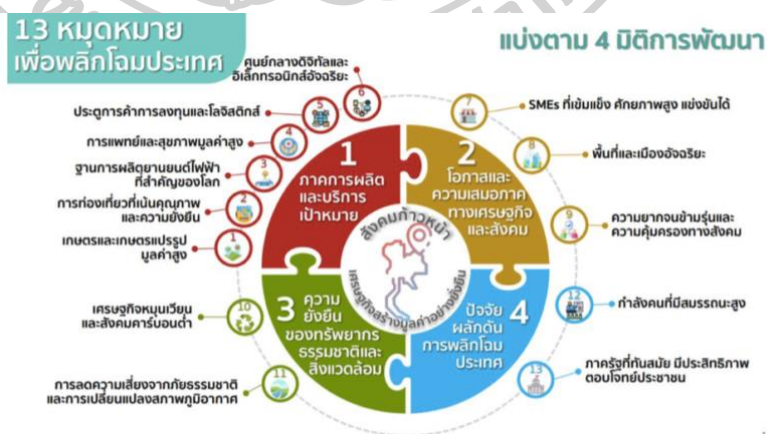 13 หมุดหมาย
เพื่อพลิกโฉมประเทศ
แบ่งตาม 4 มิติการพัฒนา
ศูนย์กลางดิจิทัลและ
อิเล็กทรอนิกส์อัจฉริยะ
6
ประตูการค้าการลงทุนและโลจิสติกส์
5
การแพทย์และสุขภาพมูลค่าสูง
4
ฐานการผลิตยานยนต์ไฟฟ้า
ที่สำคัญของโลก
3
การท่องเที่ยวที่เน้นคุณภาพ
และความยั่งยืน
2
เกษตรและเกษตรแปรรูป
มูลค่าสูง
1
1
ภาคการผลิต
และบริการ
เป้าหมาย
2
โอกาสและ
ความเสมอภาค
ทางเศรษฐกิจ
และสังคม
7
SMEs ที่เข้มแข็ง ศักยภาพสูง แข่งขันได้
8
พื้นที่และเมืองอัจฉริยะ
9
ความยากจนข้ามรุ่นและ
ความคุ้มครองทางสังคม
สังคมก้าวหน้า
เศรษฐกิจสร้างมูลค่าอย่างยั่งยืน
3 ความ
ยั่งยืน
ของทรัพยากร
ธรรมชาติและ
สิ่งแวดล้อม
10
เศรษฐกิจหมุนเวียน
และสังคมคาร์บอนต่ำ
11
การลดความเสี่ยงจากภัยธรรมชาติ
และการเปลี่ยนแปลงสภาพภูมิอากาศ
ปัจจัย 4
ผลักดัน
การพลิกโฉม
ประเทศ
12
กำลังคนที่มีสมรรถนะสูง
13
ภาครัฐที่ทันสมัย มีประสิทธิภาพ
ตอบโจทย์ประชาชน